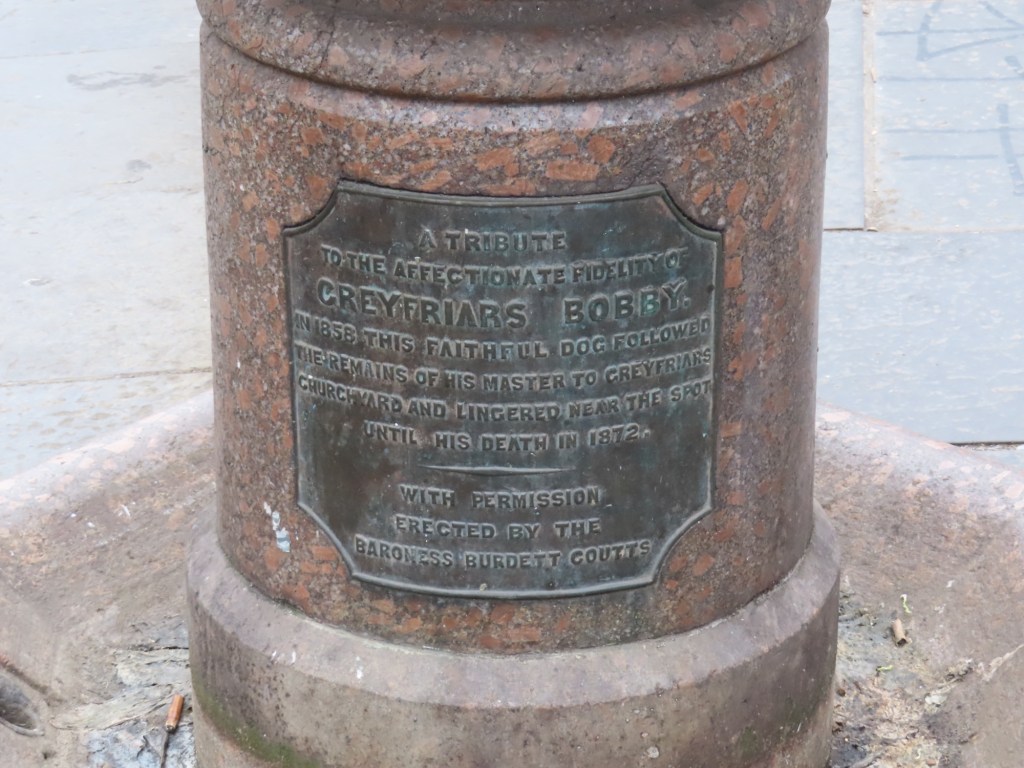 A TRIBUTE
TO THE AFFECTIONATE FIDELITY OF
GREYFRIARS BOBBY.
IN 1858 THIS FAITHFUL DOG FOLLOWED
THE REMAINS OF HIS MASTER TO GREYFRIARS
CHURCHYARD AND LINGERED NEAR THE SPOT
UNTIL HIS DEATH IN 1872.
WITH PERMISSION
ERECTED BY THE
BARONESS BURDETT COUTTS